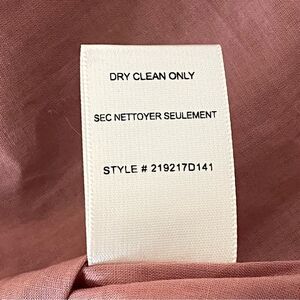 DRY CLEAN ONLY
SEC NETTOYER SEULEMENT
STYLE # 219217D141